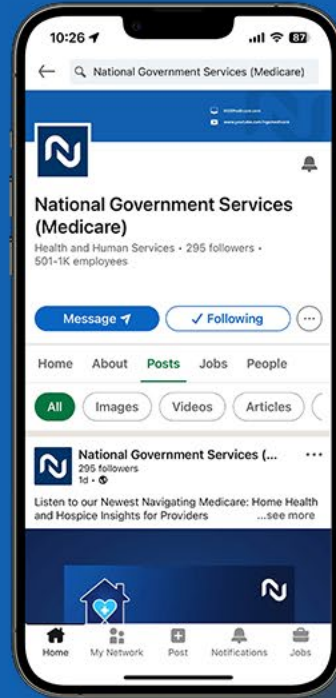 10:26
87
National Government Services (Medicare)
National Government Services
(Medicare)
Health and Human Services • 295 followers •
501-1K employees
Message
Following
Home About Posts Jobs People
All Images Videos Articles
National Government Services (...
295 followers
1d •
Listen to our Newest Navigating Medicare: Home Health
and Hospice Insights for Providers ...see more
Home My Network Post Notifications Jobs